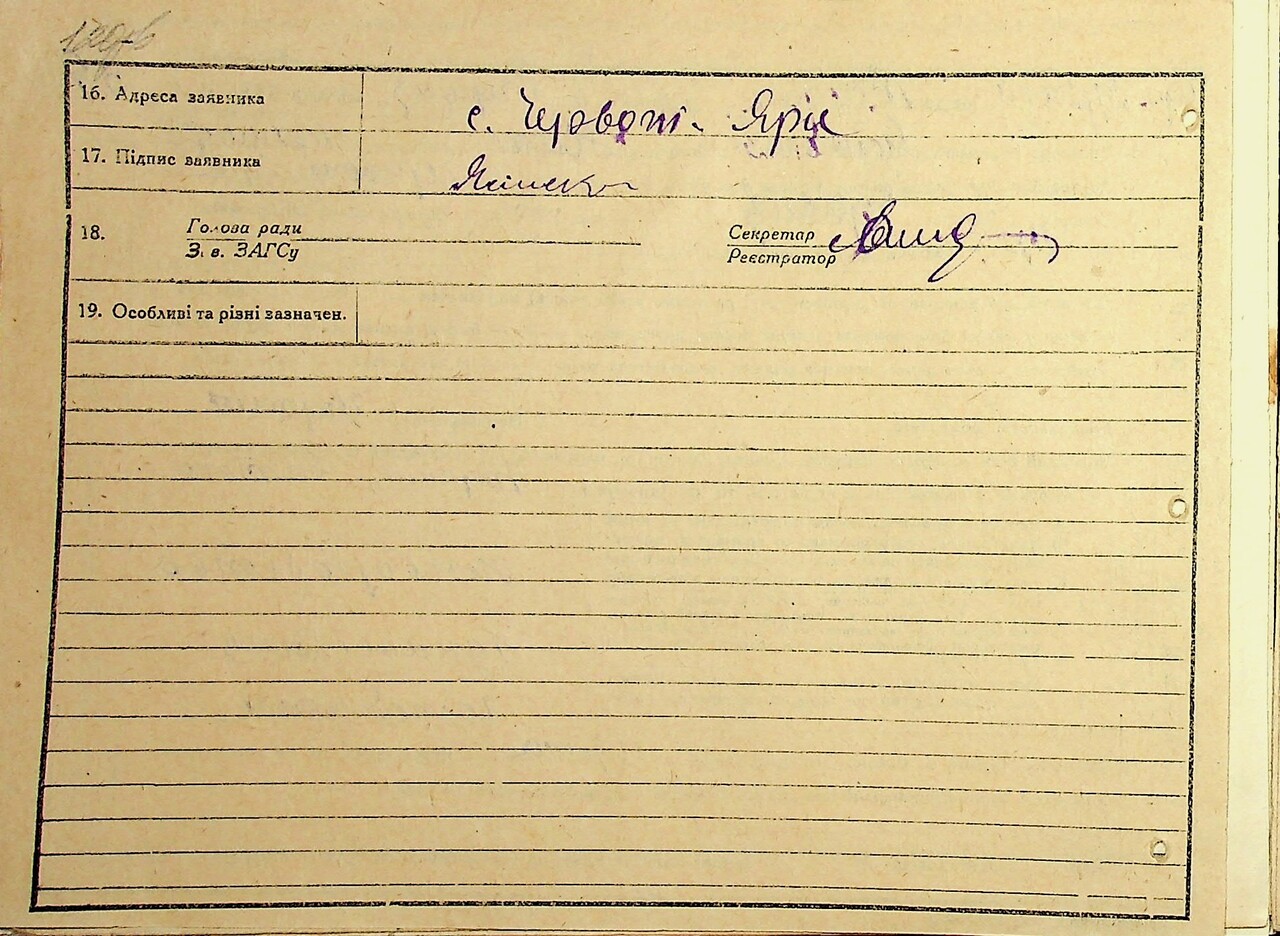 16. Адреса заявника с. Червоні-Яри
17. Підпис заявника
18. Голова ради Секретар
З. в. ЗАГСу Реєстратор
19. Особливі та різні зазначен.